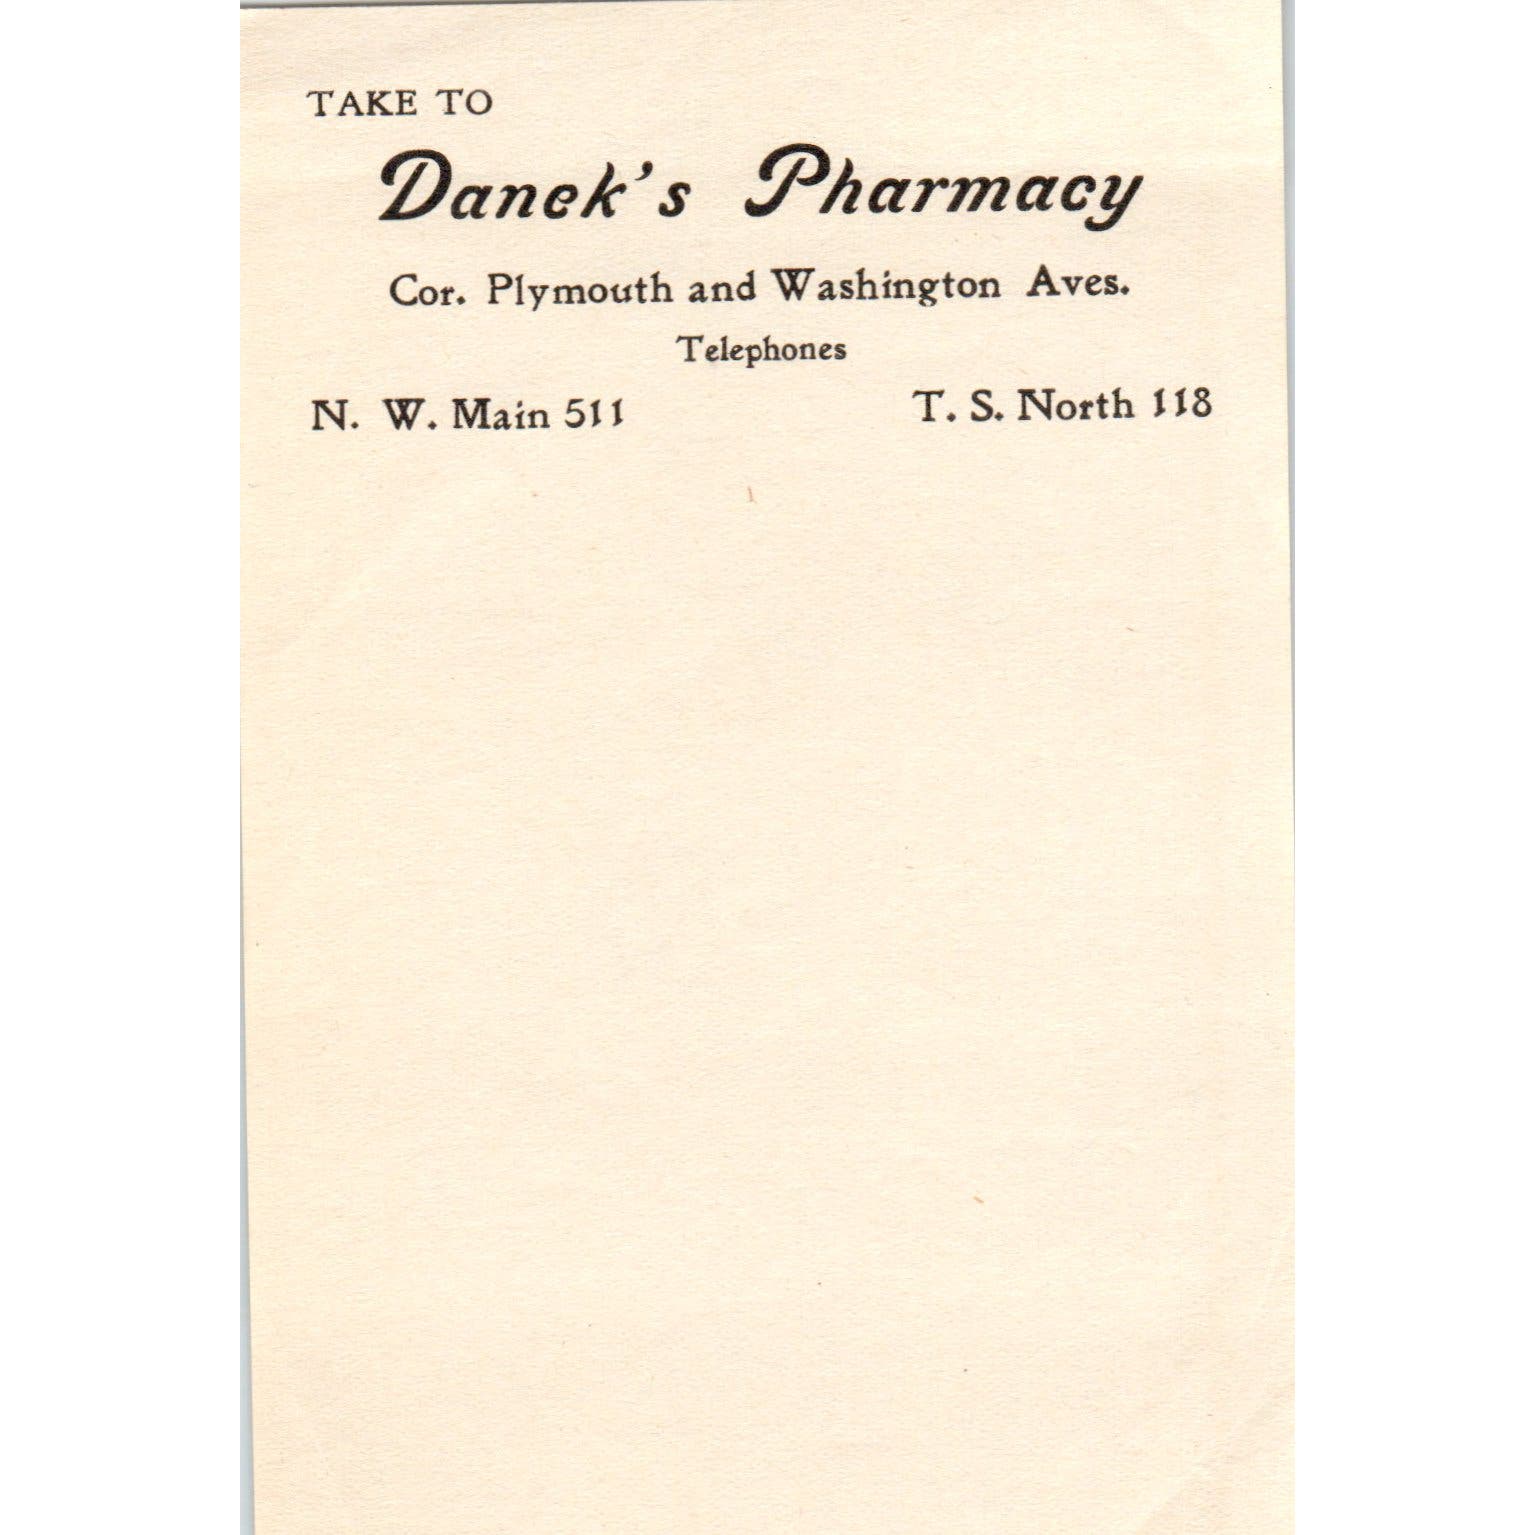 TAKE TO
Danek's Pharmacy
Cor. Plymouth and Washington Aves.
Telephones
N. W. Main 511 T. S. North 118